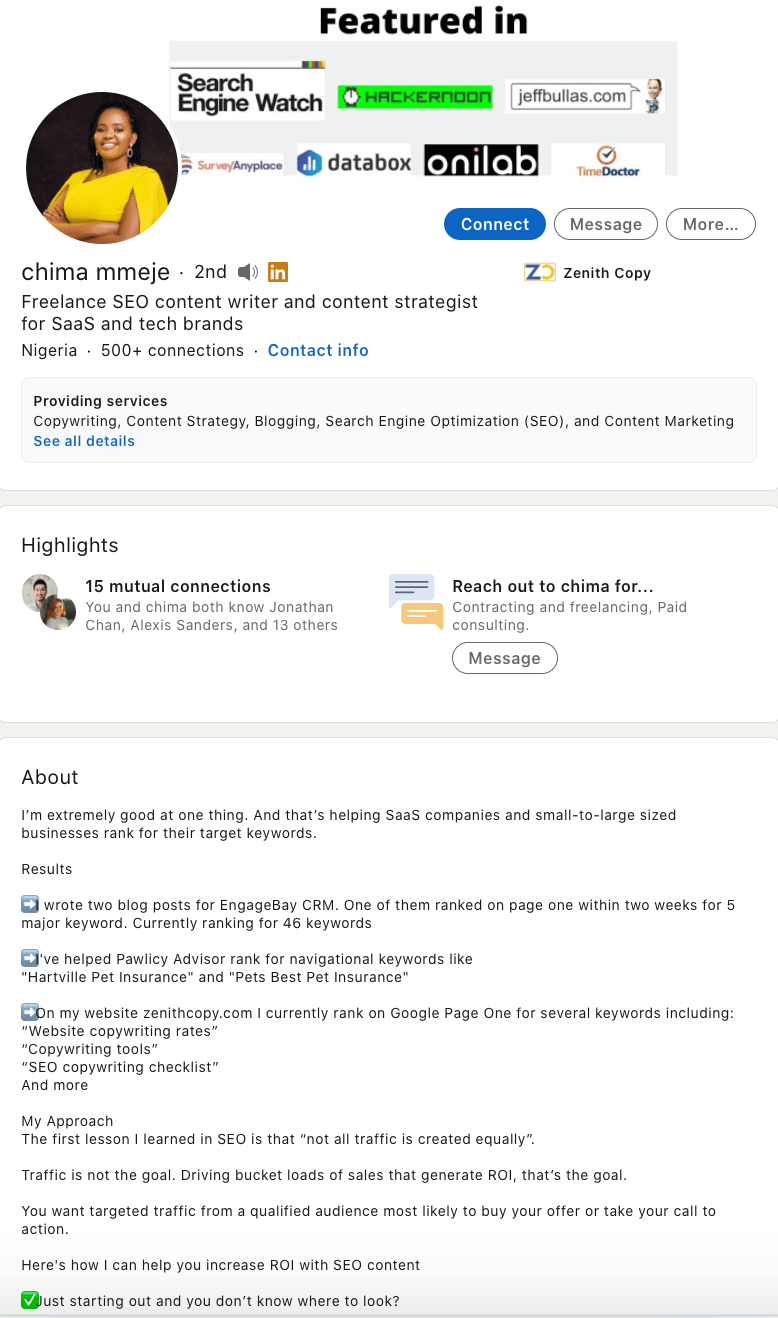 Featured in
Search
Engine Watch
HACKERNOON
jeffbullas.com
SurveyAnyplace
databox
onilab
TimeDoctor
Connect
Message
More...
chima mmeje · 2nd
in
Zenith Copy
Freelance SEO content writer and content strategist
for SaaS and tech brands
Nigeria · 500+ connections · Contact info
Providing services
Copywriting, Content Strategy, Blogging, Search Engine Optimization (SEO), and Content Marketing
See all details
Highlights
15 mutual connections
You and chima both know Jonathan
Chan, Alexis Sanders, and 13 others
Reach out to chima for...
Contracting and freelancing, Paid
consulting.
Message
About
I’m extremely good at one thing. And that’s helping SaaS companies and small-to-large sized
businesses rank for their target keywords.
Results
➡️I wrote two blog posts for EngageBay CRM. One of them ranked on page one within two weeks for 5
major keyword. Currently ranking for 46 keywords
➡️I've helped Pawlicy Advisor rank for navigational keywords like
"Hartville Pet Insurance" and "Pets Best Pet Insurance"
➡️On my website zenithcopy.com I currently rank on Google Page One for several keywords including:
“Website copywriting rates”
“Copywriting tools”
“SEO copywriting checklist”
And more
My Approach
The first lesson I learned in SEO is that “not all traffic is created equally”.
Traffic is not the goal. Driving bucket loads of sales that generate ROI, that’s the goal.
You want targeted traffic from a qualified audience most likely to buy your offer or take your call to
action.
Here's how I can help you increase ROI with SEO content
✅Just starting out and you don’t know where to look?